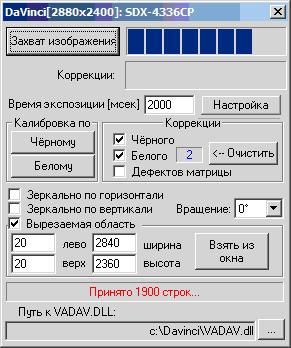 DaVinci[2880x2400]: SDX-4336CP
Захват изображения
Коррекции:
Время экспозиции [мсек] 2000 Настройка
Калибровка по
Чёрному
Белому
Коррекции
Чёрного
Белого 2 <-- Очистить
Дефектов матрицы
Зеркально по горизонтали
Зеркально по вертикали Вращение: 0°
Вырезаемая область
20 лево 2840 ширина
20 верх 2360 высота
Взять из окна
Принято 1900 строк...
Путь к VADAV.DLL:
c:\Davinci\VADAV.dll ...